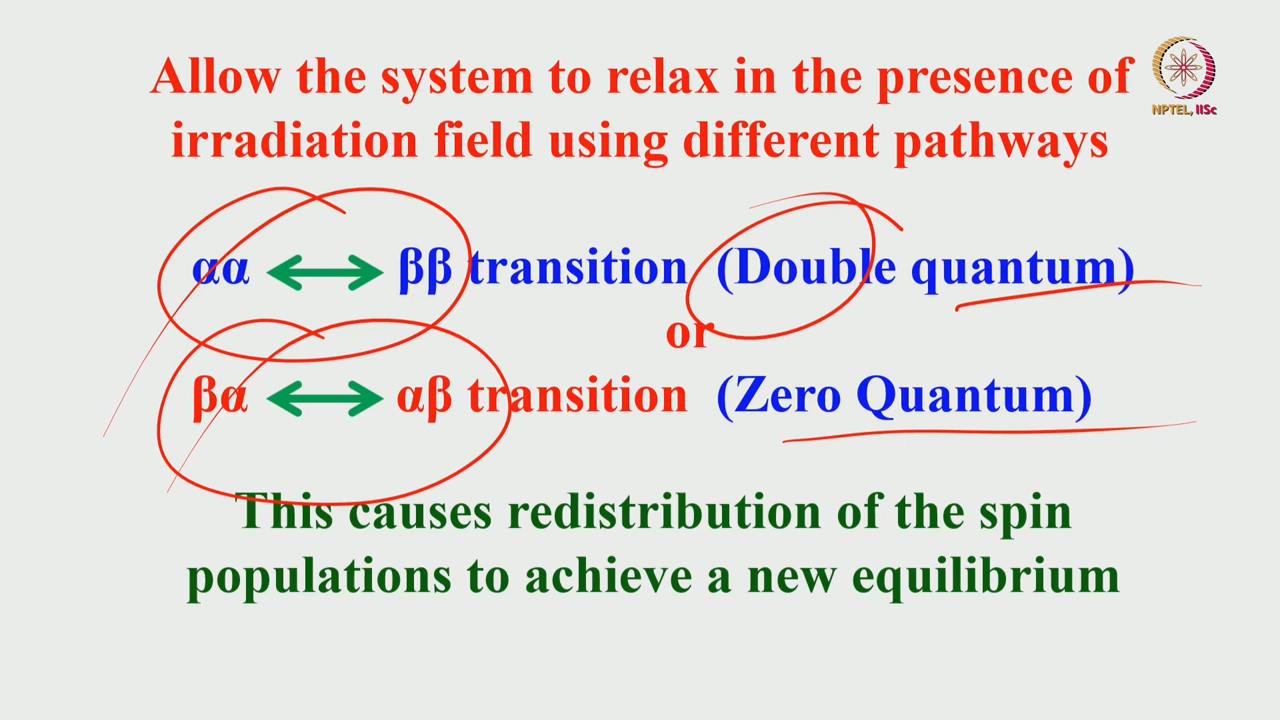 Allow the system to relax in the presence of
irradiation field using different pathways
NPTEL, IISc
αα ββ transition (Double quantum)
or
βα αβ transition (Zero Quantum)
This causes redistribution of the spin
populations to achieve a new equilibrium